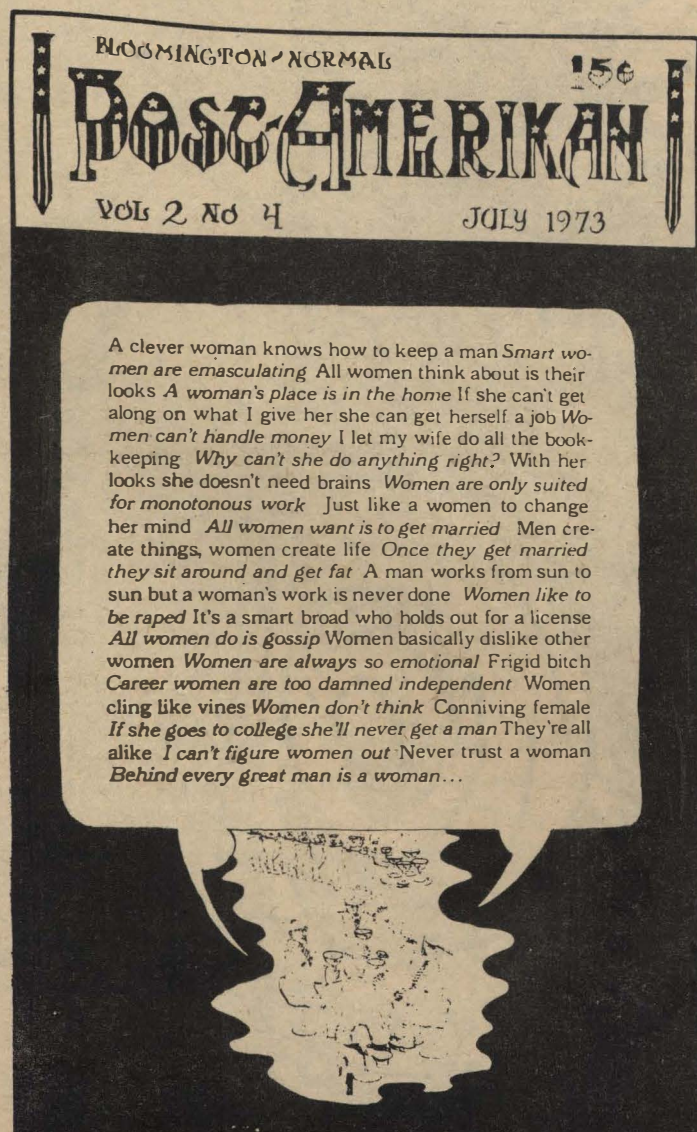 BLOOMINGTON-NORMAL
15¢
POST-AMERIKAN
VOL 2 NO 4
JULY 1973
A clever woman knows how to keep a man Smart wo-
men are emasculating All women think about is their
looks A woman's place is in the home If she can't get
along on what I give her she can get herself a job Wo-
men can't handle money I let my wife do all the book-
keeping Why can't she do anything right? With her
looks she doesn't need brains Women are only suited
for monotonous work Just like a women to change
her mind All women want is to get married Men cre-
ate things, women create life Once they get married
they sit around and get fat A man works from sun to
sun but a woman's work is never done Women like to
be raped It's a smart broad who holds out for a license
All women do is gossip Women basically dislike other
women Women are always so emotional Frigid bitch
Career women are too damned independent Women
cling like vines Women don't think Conniving female
If she goes to college she'll never get a man They're all
alike I can't figure women out Never trust a woman
Behind every great man is a woman...